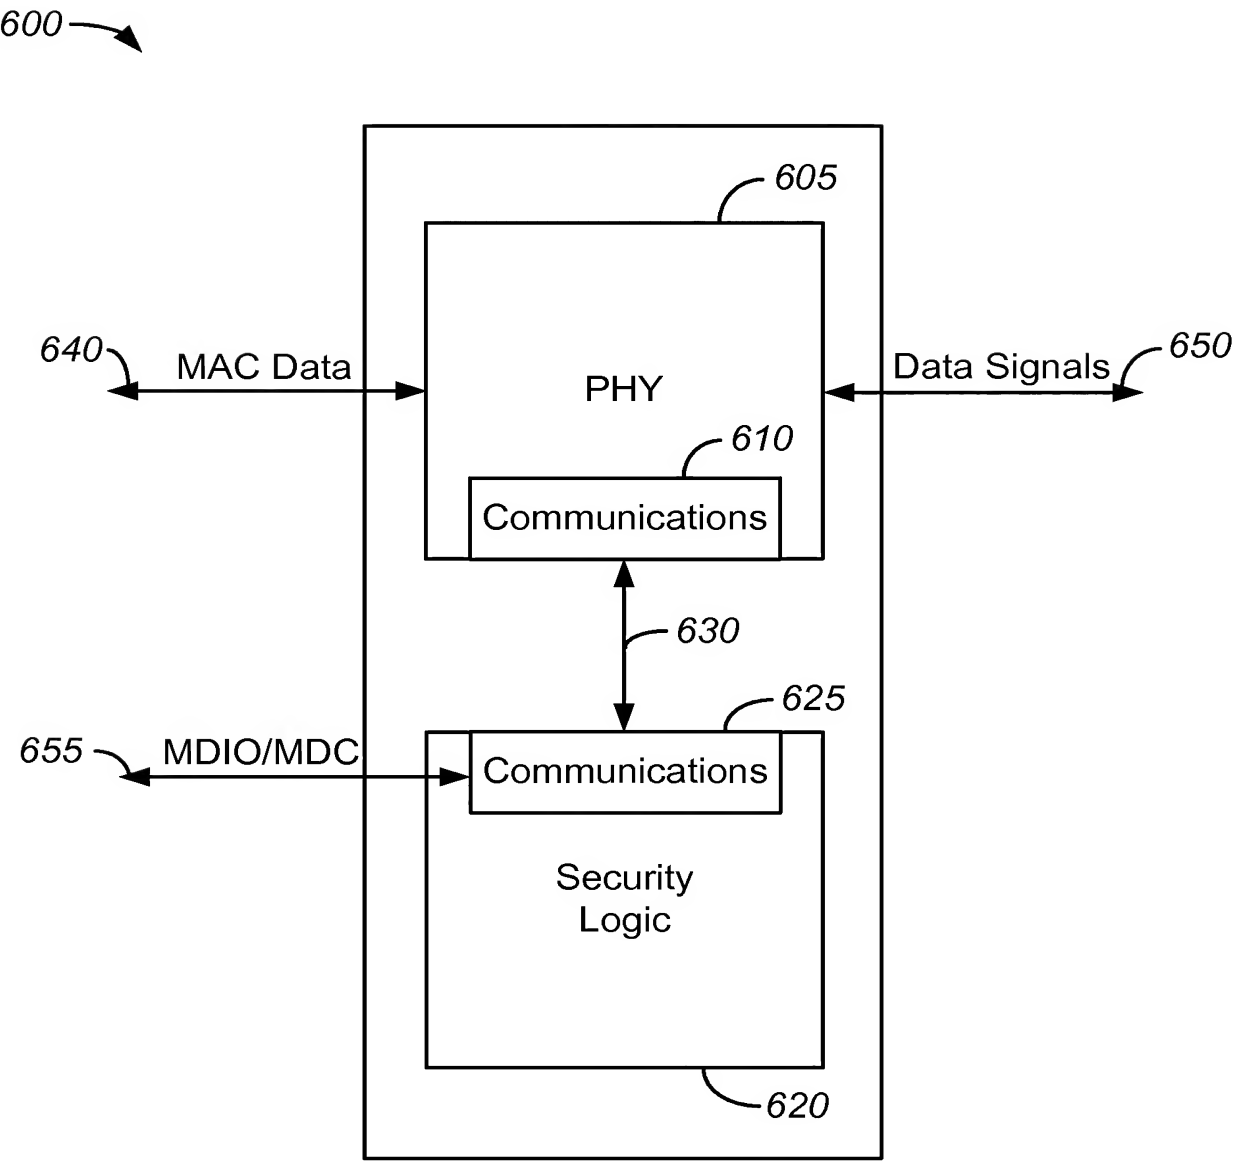 600
605
640
MAC Data
Data Signals
650
PHY
610
Communications
630
625
655
MDIO/MDC
Communications
Security
Logic
620